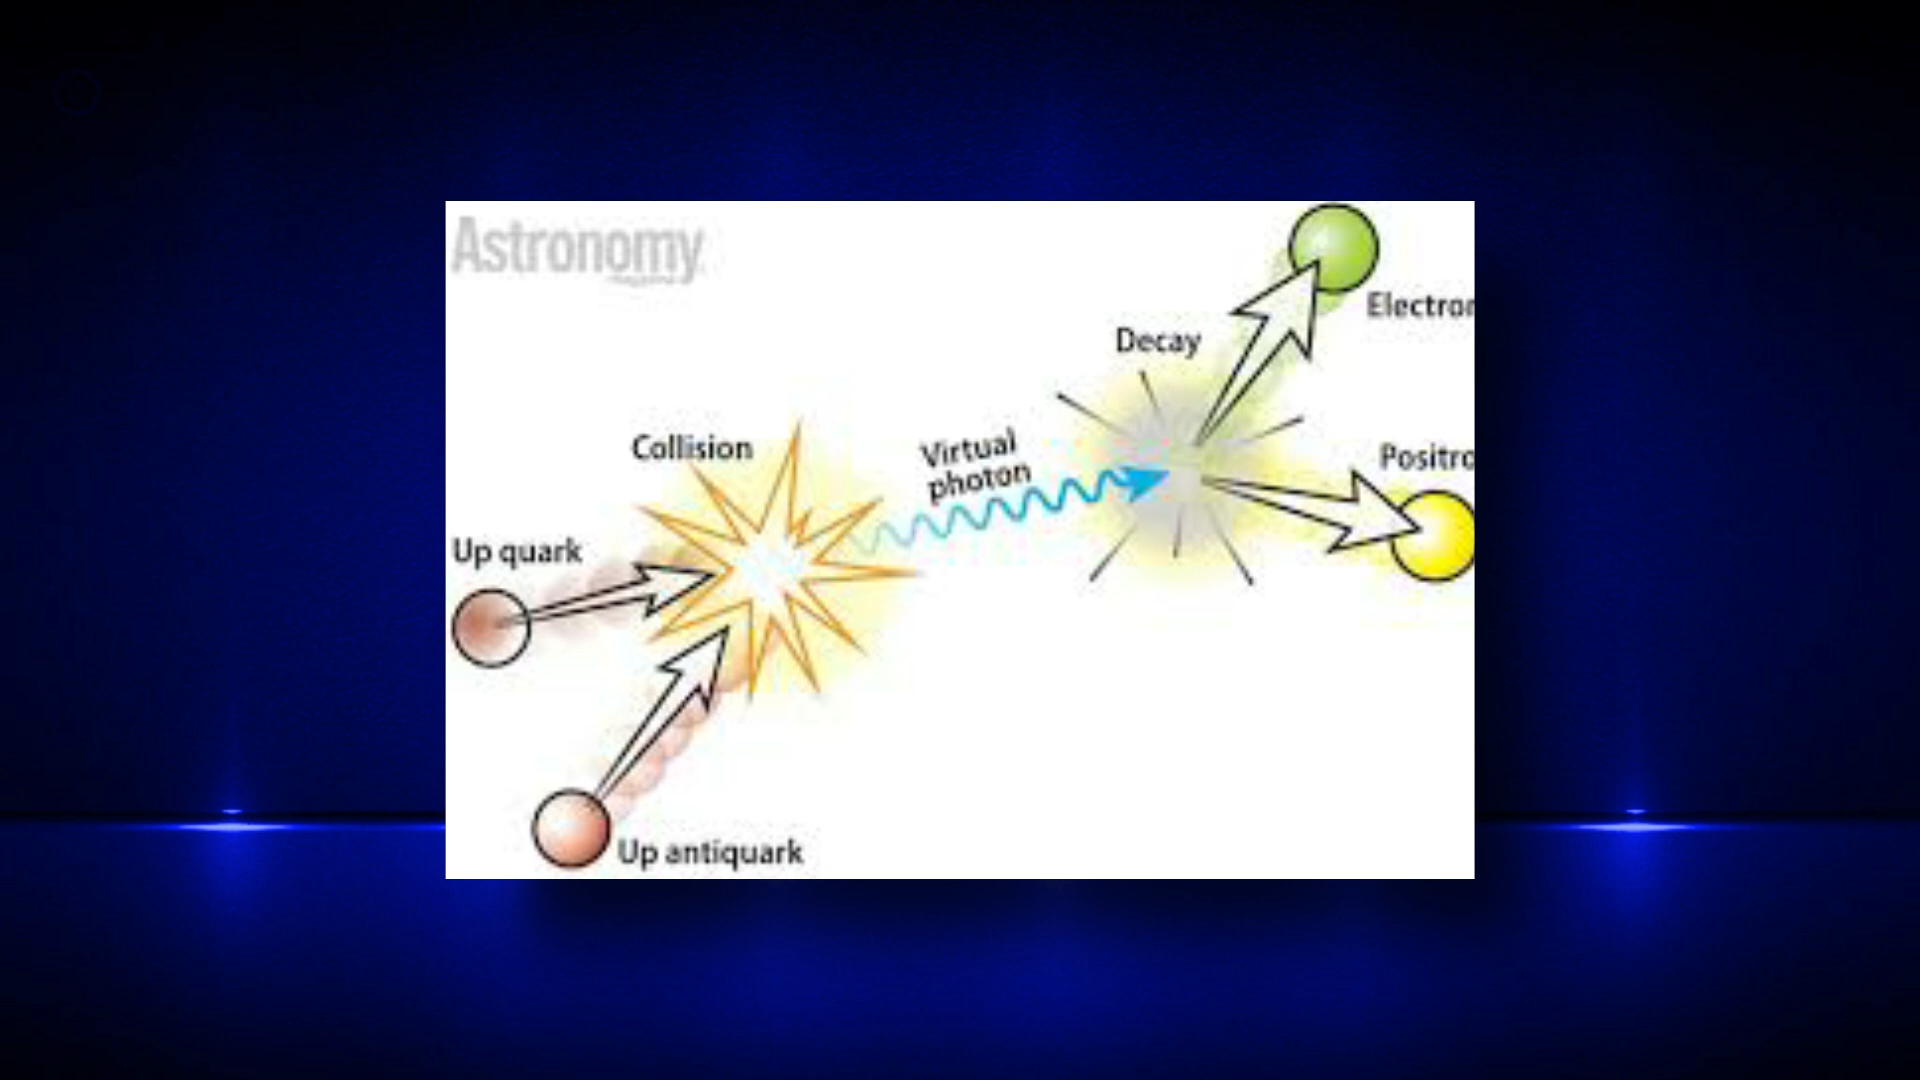 Astronomy
Electron
Decay
Collision
Virtual
photon
Positro
Up quark
Up antiquark